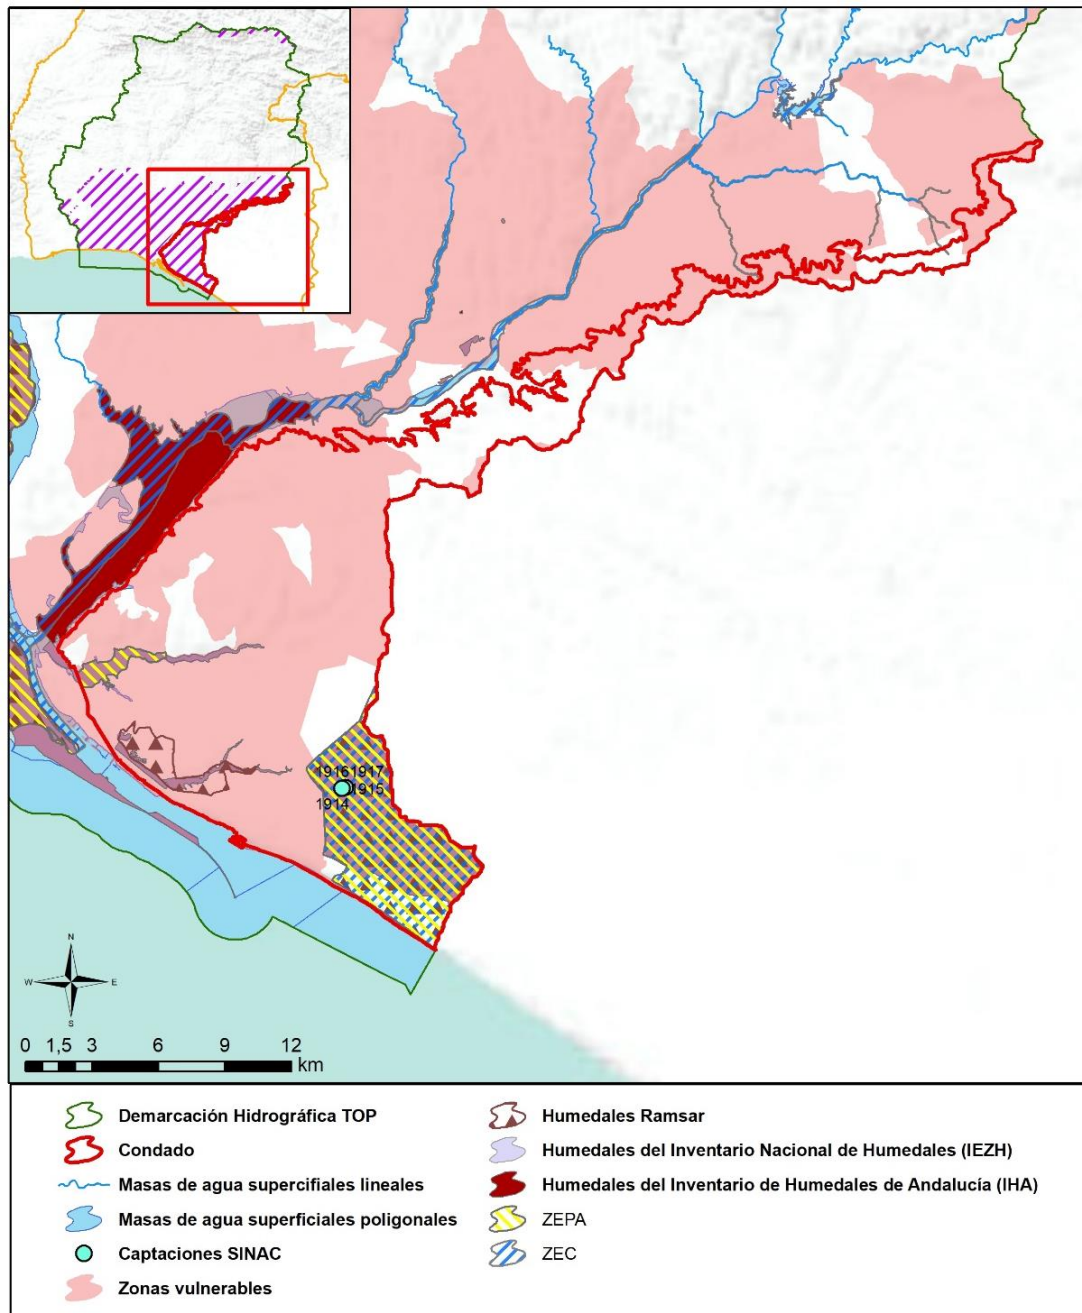 19161917
1915
1914
N
W E
S
0 1,5 3 6 9 12
km
Demarcación Hidrográfica TOP
Condado
Masas de agua supercifiales lineales
Masas de agua superficiales poligonales
Captaciones SINAC
Zonas vulnerables
Humedales Ramsar
Humedales del Inventario Nacional de Humedales (IEZH)
Humedales del Inventario de Humedales de Andalucía (IHA)
ZEPA
ZEC